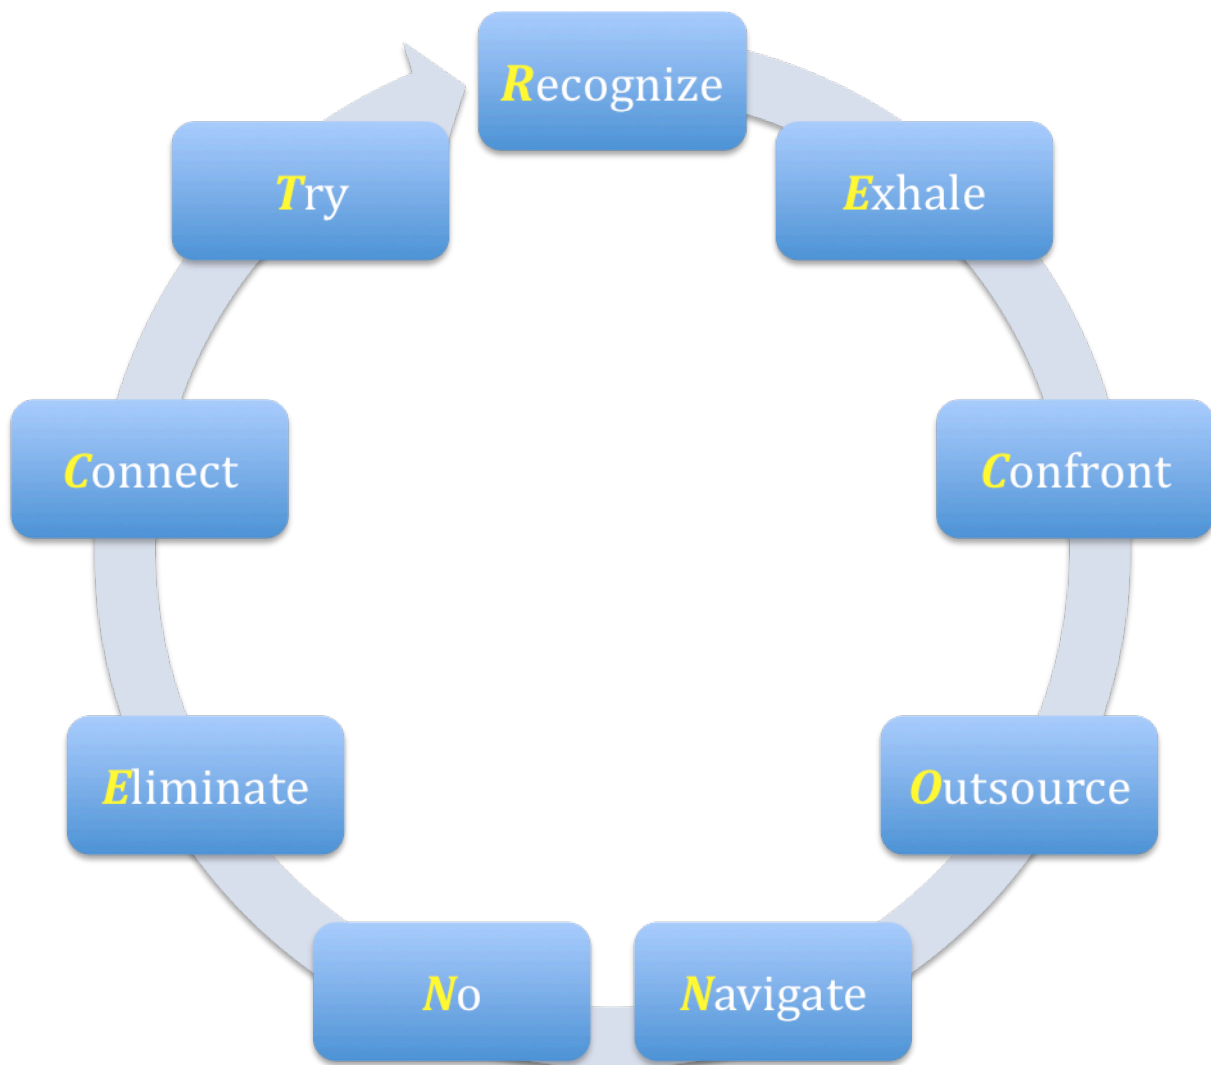 Recognize
Exhale
Confront
Outsource
Navigate
No
Eliminate
Connect
Try